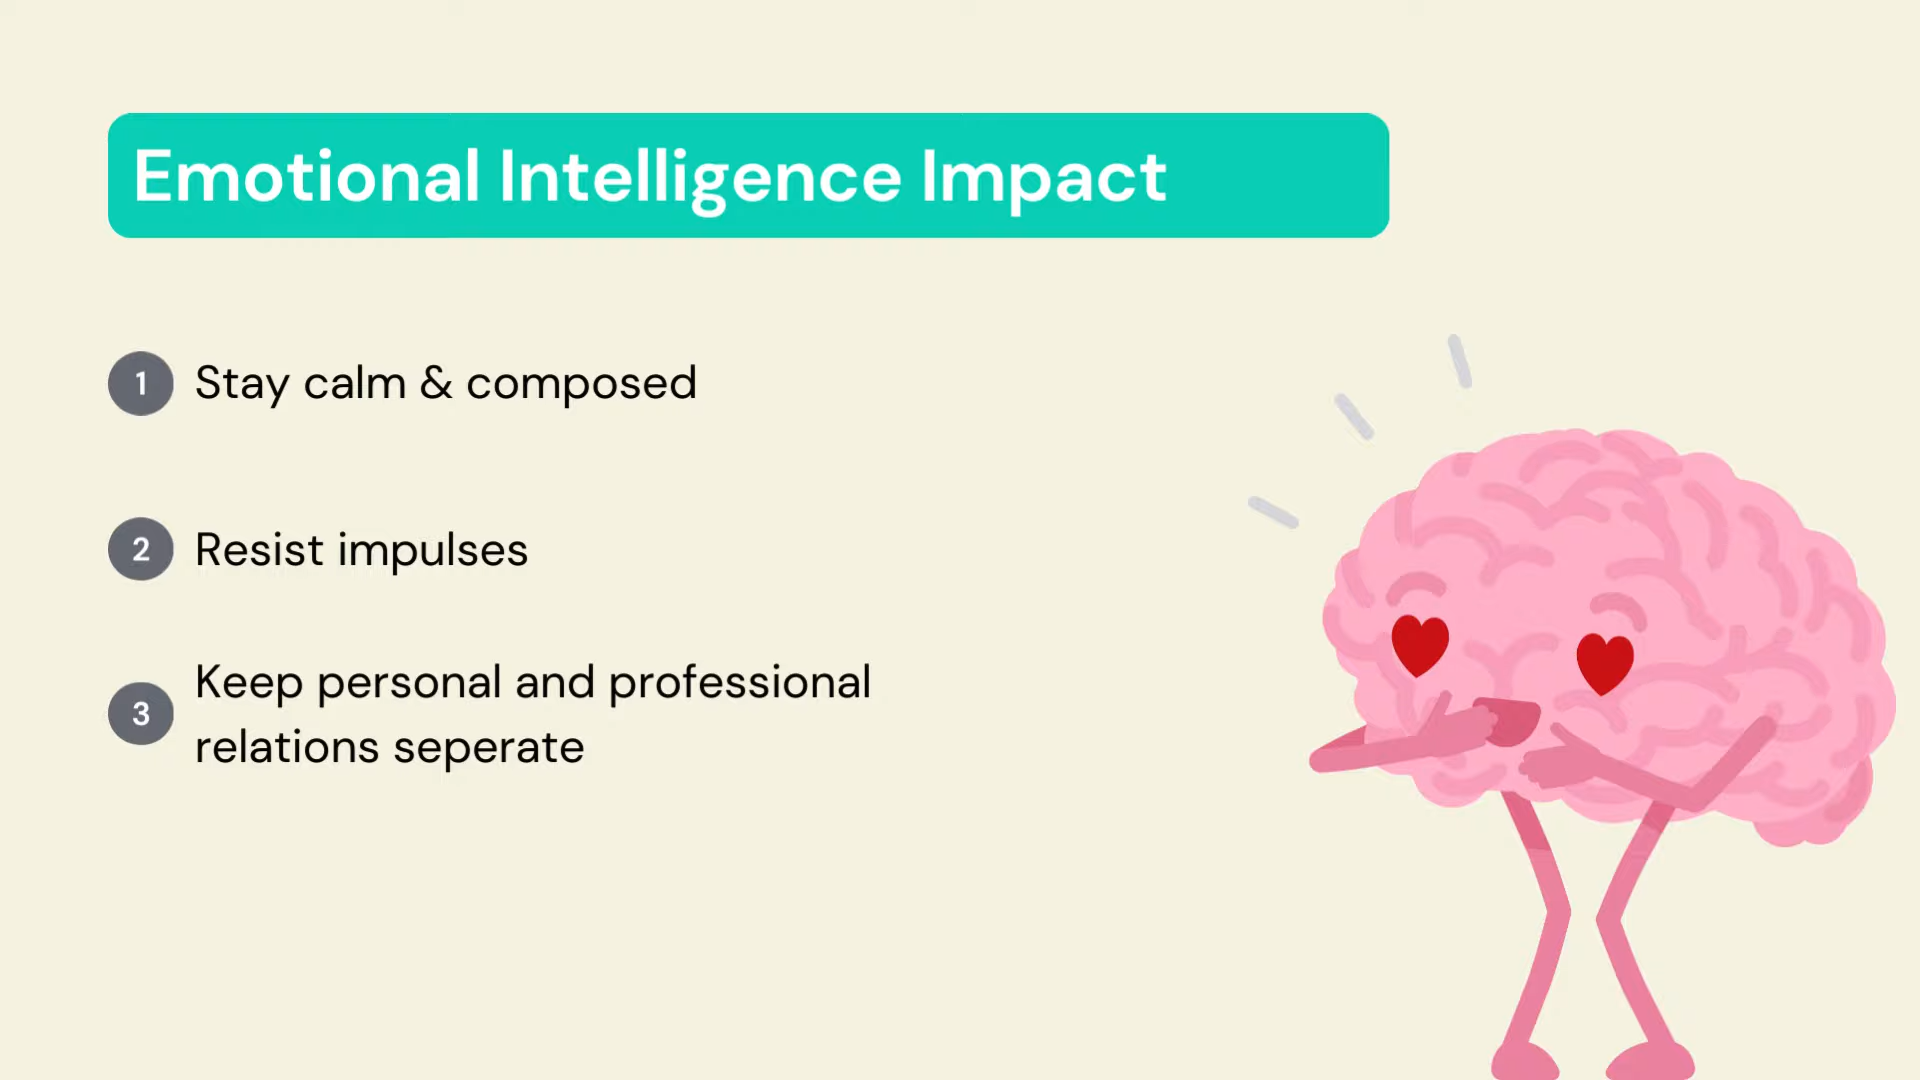 Emotional Intelligence Impact
1 Stay calm & composed
2 Resist impulses
3 Keep personal and professional
relations seperate